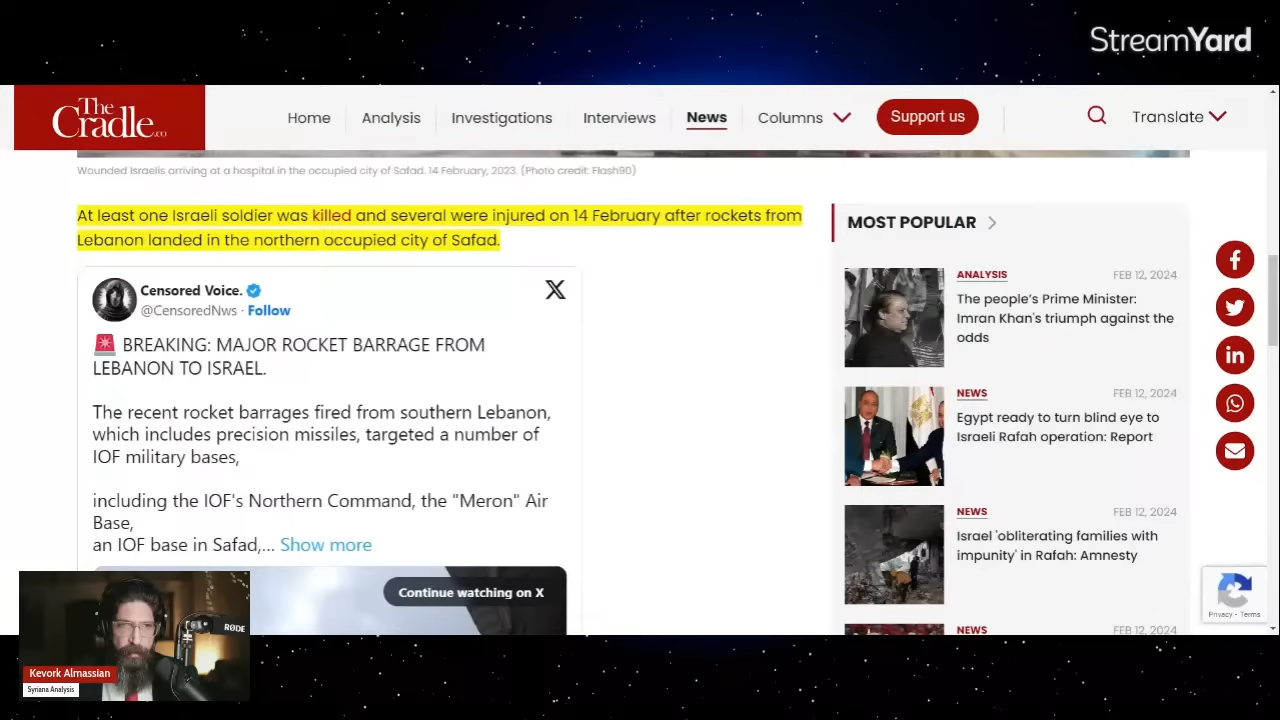 StreamYard
The
Cradle.co
Home
Analysis
Investigations
Interviews
News
Columns
Support us
Translate
Wounded Israelis arriving at a hospital in the occupied city of Safad. 14 February, 2023. (Photo credit: Flash90)
At least one Israeli soldier was killed and several were injured on 14 February after rockets from
Lebanon landed in the northern occupied city of Safad.
Censored Voice.
@CensoredNws · Follow
BREAKING: MAJOR ROCKET BARRAGE FROM
LEBANON TO ISRAEL.
The recent rocket barrages fired from southern Lebanon,
which includes precision missiles, targeted a number of
IOF military bases,
including the IOF's Northern Command, the "Meron" Air
Base,
an IOF base in Safad,... Show more
Continue watching on X
MOST POPULAR
ANALYSIS
FEB 12, 2024
The people's Prime Minister:
Imran Khan's triumph against the
odds
NEWS
FEB 12, 2024
Egypt ready to turn blind eye to
Israeli Rafah operation: Report
NEWS
FEB 12, 2024
Israel 'obliterating families with
impunity' in Rafah: Amnesty
NEWS
FEB 12, 2024
Privacy - Terms
RØDE
Kevork Almassian
Syriana Analysis